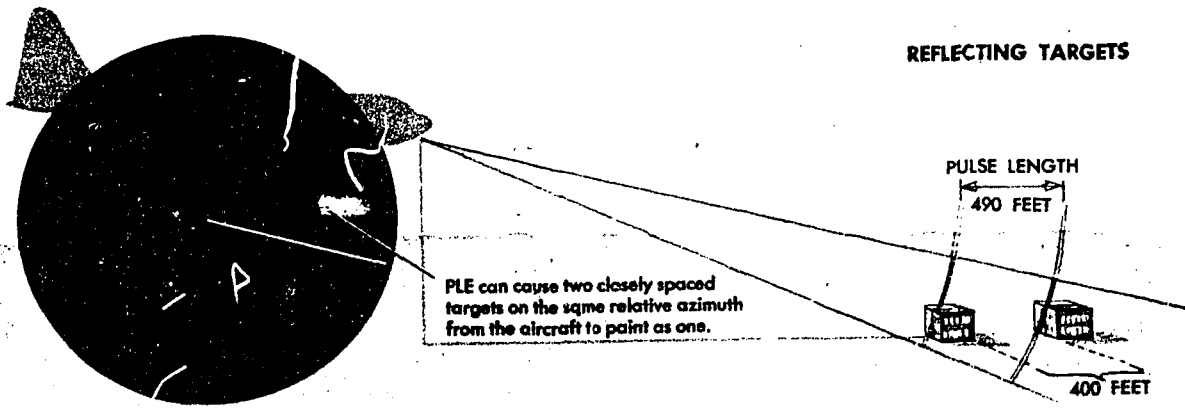 REFLECTING TARGETS
PULSE LENGTH
490 FEET
PLE can cause two closely spaced
targets on the same relative azimuth
from the aircraft to paint as one.
400 FEET